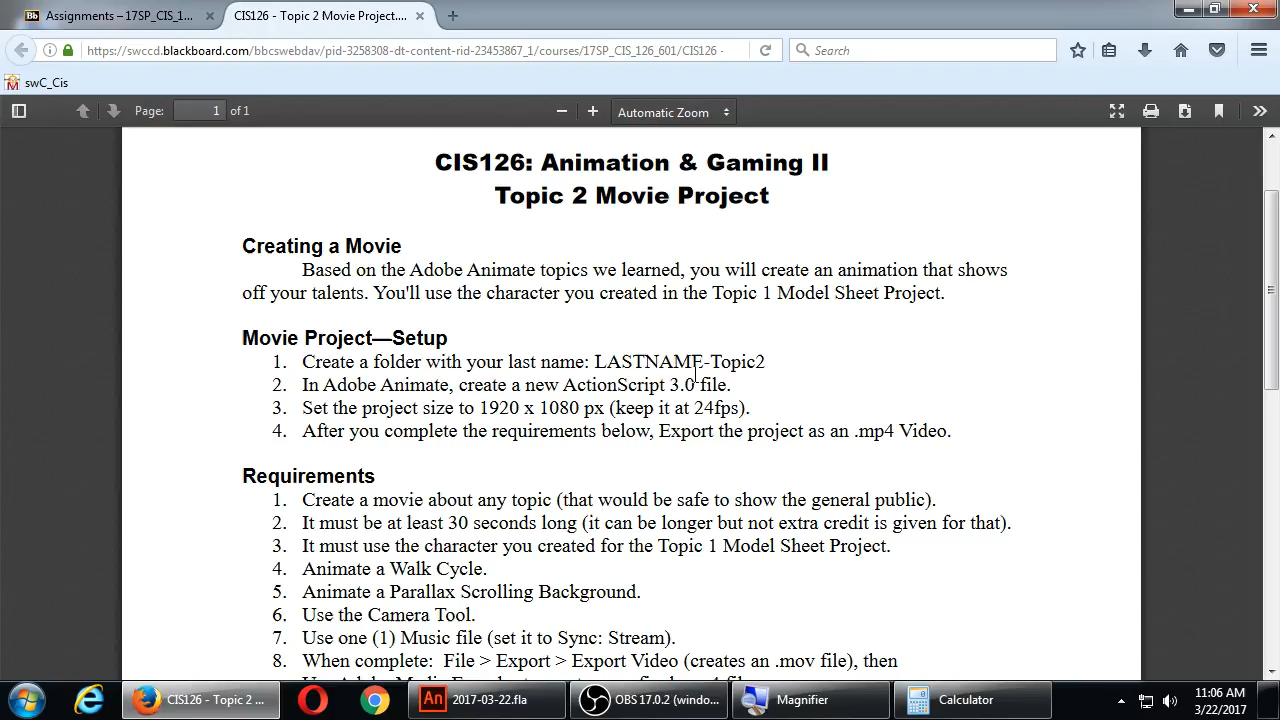 Assignments – 17SP_CIS_1...
CIS126 - Topic 2 Movie Project....
https://swccd.blackboard.com/bbcswebdav/pid-3258308-dt-content-rid-23453867_1/courses/17SP_CIS_126_601/CIS126 -
Search
swC_Cis
Page: 1 of 1
Automatic Zoom
CIS126: Animation & Gaming II
Topic 2 Movie Project
Creating a Movie
Based on the Adobe Animate topics we learned, you will create an animation that shows
off your talents. You'll use the character you created in the Topic 1 Model Sheet Project.
Movie Project—Setup
1. Create a folder with your last name: LASTNAME-Topic2
2. In Adobe Animate, create a new ActionScript 3.0 file.
3. Set the project size to 1920 x 1080 px (keep it at 24fps).
4. After you complete the requirements below, Export the project as an .mp4 Video.
Requirements
1. Create a movie about any topic (that would be safe to show the general public).
2. It must be at least 30 seconds long (it can be longer but not extra credit is given for that).
3. It must use the character you created for the Topic 1 Model Sheet Project.
4. Animate a Walk Cycle.
5. Animate a Parallax Scrolling Background.
6. Use the Camera Tool.
7. Use one (1) Music file (set it to Sync: Stream).
8. When complete: File > Export > Export Video (creates an .mov file), then
CIS126 - Topic 2 ...
An 2017-03-22.fla
OBS 17.0.2 (windo...
Magnifier
Calculator
11:06 AM
3/22/2017